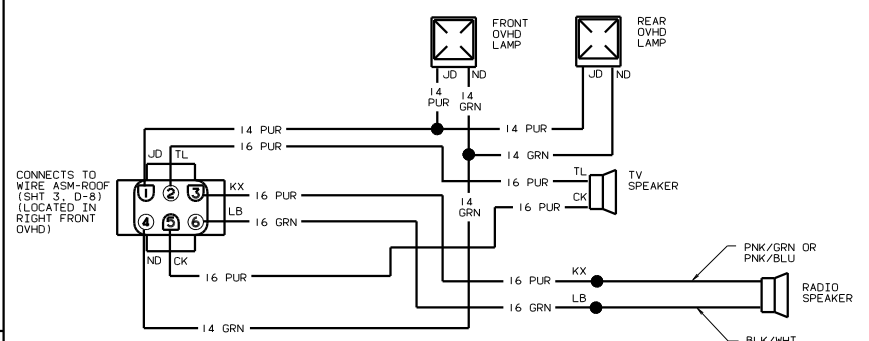 FRONT
OVHD
LAMP
REAR
OVHD
LAMP
JD ND
JD ND
14
PUR
14
GRN
14 PUR
14 PUR
16 PUR
14 GRN
JD TL
CONNECTS TO
WIRE ASM-ROOF
(SHT 3, D-8)
(LOCATED IN
RIGHT FRONT
OVHD)
1 2 3
4 5 6
KX
16 PUR
LB
16 GRN
14
GRN
16 PUR
TL
TV
SPEAKER
16 PUR
CK
ND CK
16 PUR
PNK/GRN OR
PNK/BLU
16 PUR
KX
16 GRN
LB
RADIO
SPEAKER
14 GRN
BLK/WHT